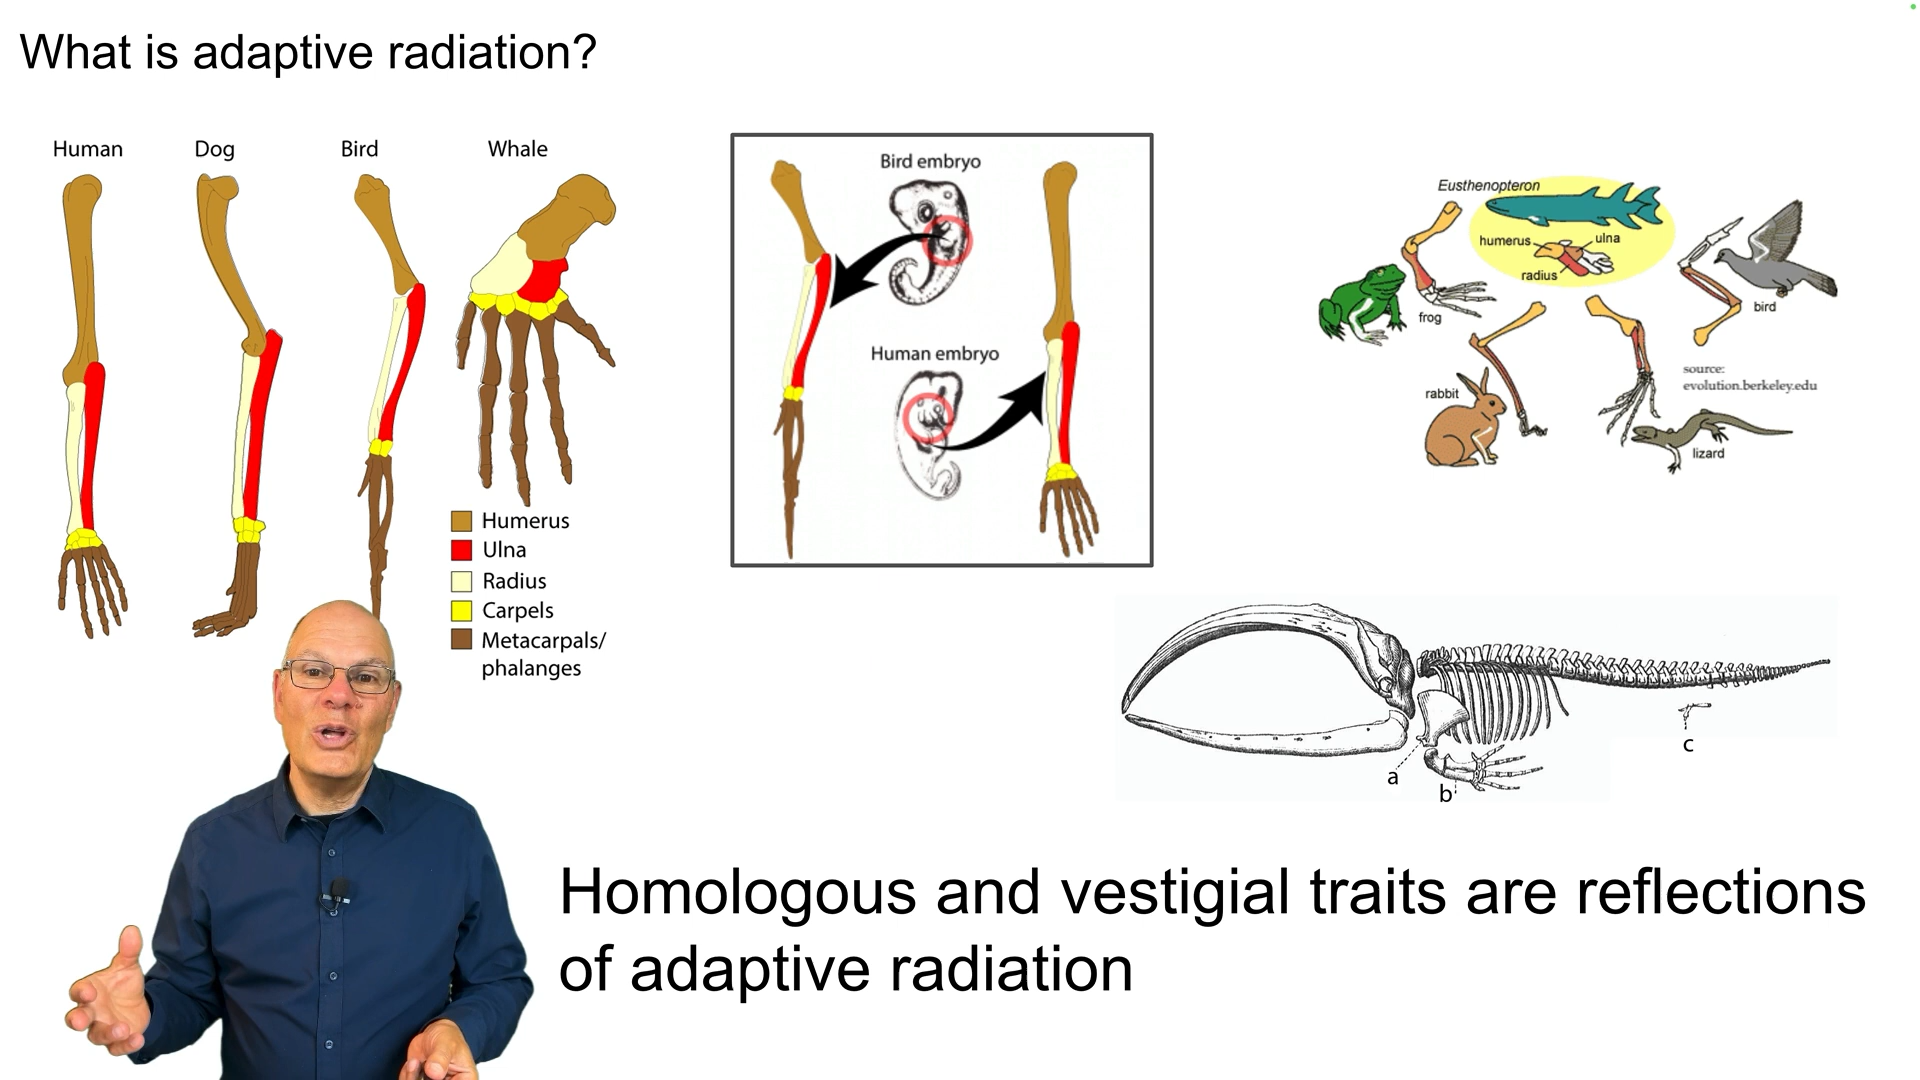 What is adaptive radiation?
Human
Dog
Bird
Whale
Humerus
Ulna
Radius
Carpels
Metacarpals/
phalanges
Bird embryo
Human embryo
Eusthenopteron
humerus
ulna
radius
frog
bird
rabbit
source:
evolution.berkeley.edu
lizard
a
b
c
Homologous and vestigial traits are reflections
of adaptive radiation